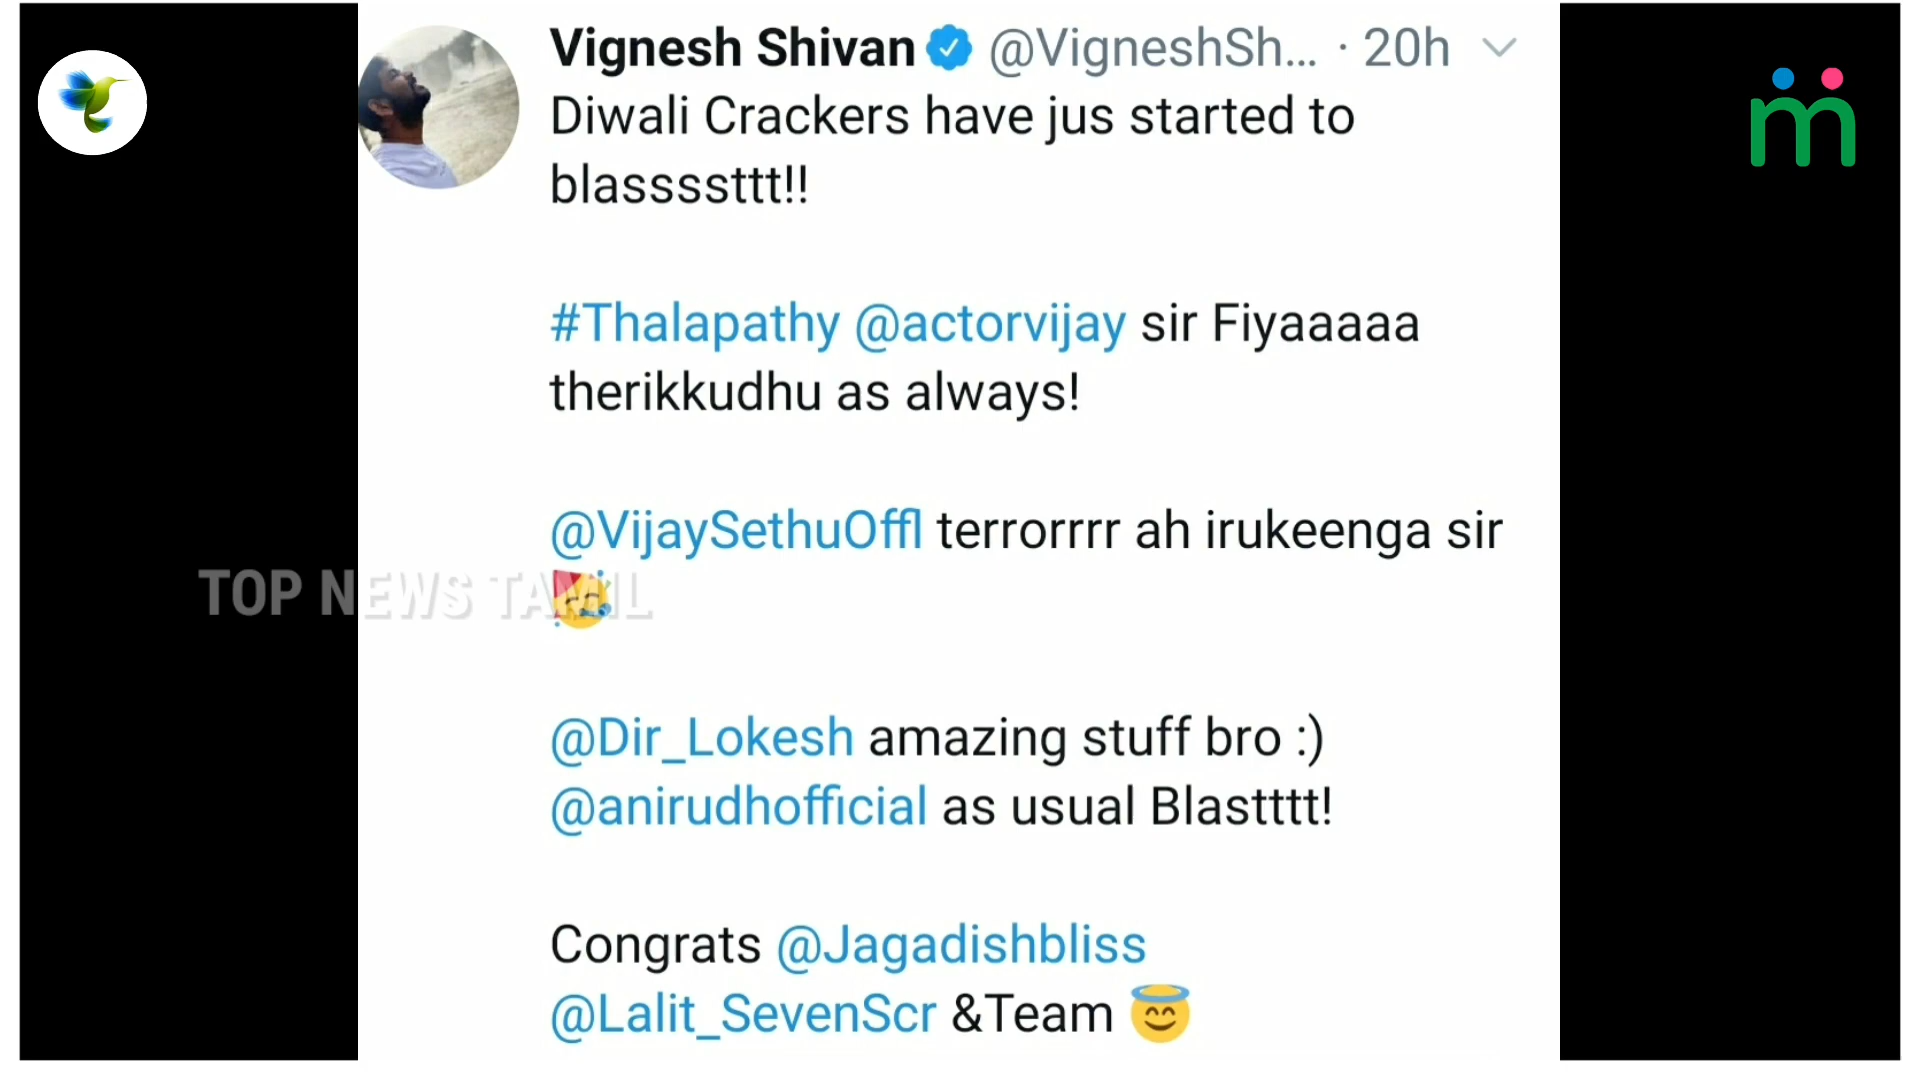 Vignesh Shivan @VigneshSh... · 20h
Diwali Crackers have jus started to
blasssssttt!!
#Thalapathy @actorvijay sir Fiyaaaaa
therikkudhu as always!
@VijaySethuOffl terrorrrr ah irukeenga sir
TOP NEWS TAMIL
@Dir_Lokesh amazing stuff bro :)
@anirudhofficial as usual Blastttt!
Congrats @Jagadishbliss
@Lalit_SevenScr &Team